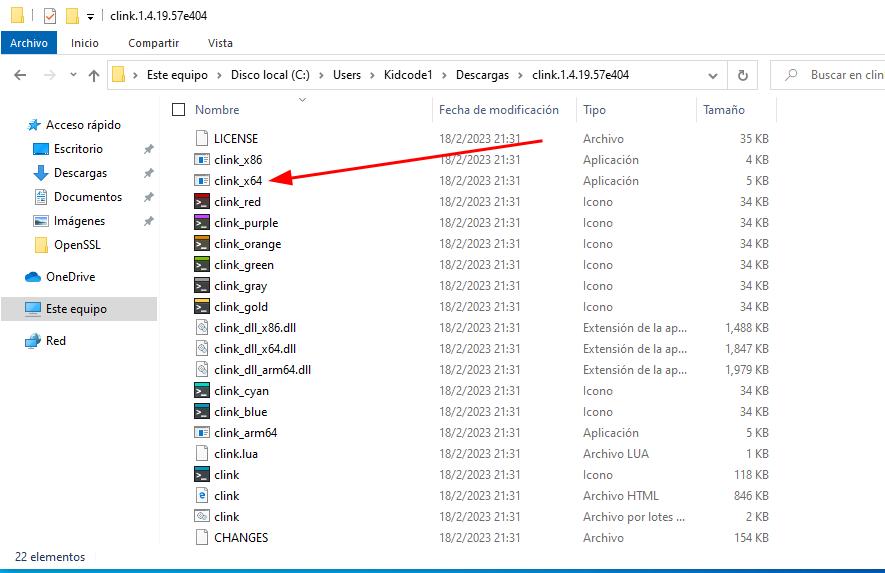 clink.1.4.19.57e404
Archivo Inicio Compartir Vista
Este equipo Disco local (C:) Users Kidcode1 Descargas clink.1.4.19.57e404 Buscar en clin
Nombre Fecha de modificación Tipo Tamaño
Acceso rápido
Escritorio
Descargas
Documentos
Imágenes
OpenSSL
OneDrive
Este equipo
Red
LICENSE 18/2/2023 21:31 Archivo 35 KB
clink_x86 18/2/2023 21:31 Aplicación 4 KB
clink_x64 18/2/2023 21:31 Aplicación 5 KB
clink_red 18/2/2023 21:31 Icono 34 KB
clink_purple 18/2/2023 21:31 Icono 34 KB
clink_orange 18/2/2023 21:31 Icono 34 KB
clink_green 18/2/2023 21:31 Icono 34 KB
clink_gray 18/2/2023 21:31 Icono 34 KB
clink_gold 18/2/2023 21:31 Icono 34 KB
clink_dll_x86.dll 18/2/2023 21:31 Extensión de la ap... 1,488 KB
clink_dll_x64.dll 18/2/2023 21:31 Extensión de la ap... 1,847 KB
clink_dll_arm64.dll 18/2/2023 21:31 Extensión de la ap... 1,979 KB
clink_cyan 18/2/2023 21:31 Icono 34 KB
clink_blue 18/2/2023 21:31 Icono 34 KB
clink_arm64 18/2/2023 21:31 Aplicación 5 KB
clink.lua 18/2/2023 21:31 Archivo LUA 1 KB
clink 18/2/2023 21:31 Icono 118 KB
clink 18/2/2023 21:31 Archivo HTML 846 KB
clink 18/2/2023 21:31 Archivo por lotes ... 2 KB
CHANGES 18/2/2023 21:31 Archivo 154 KB
22 elementos